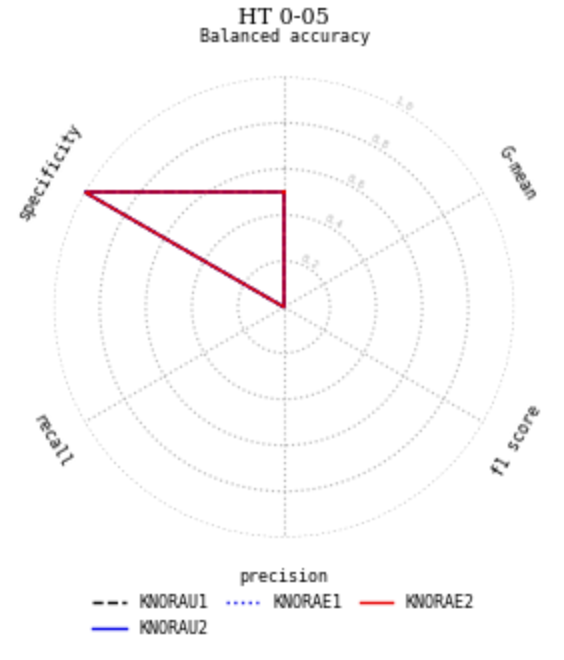 HT 0-05
Balanced accuracy
1.0
0.8
0.6
0.4
0.2
G-mean
specificity
recall
f1 score
precision
KNORAU1 KNORAE1 KNORAE2
KNORAU2